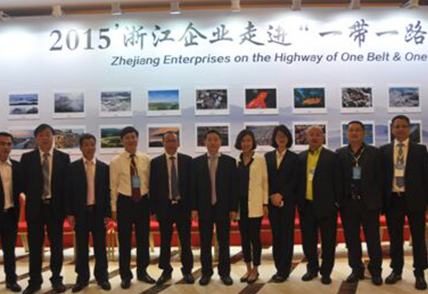 2015'浙江企业走进“一带一路
Zhejiang Enterprises on the Highway of One Belt & One